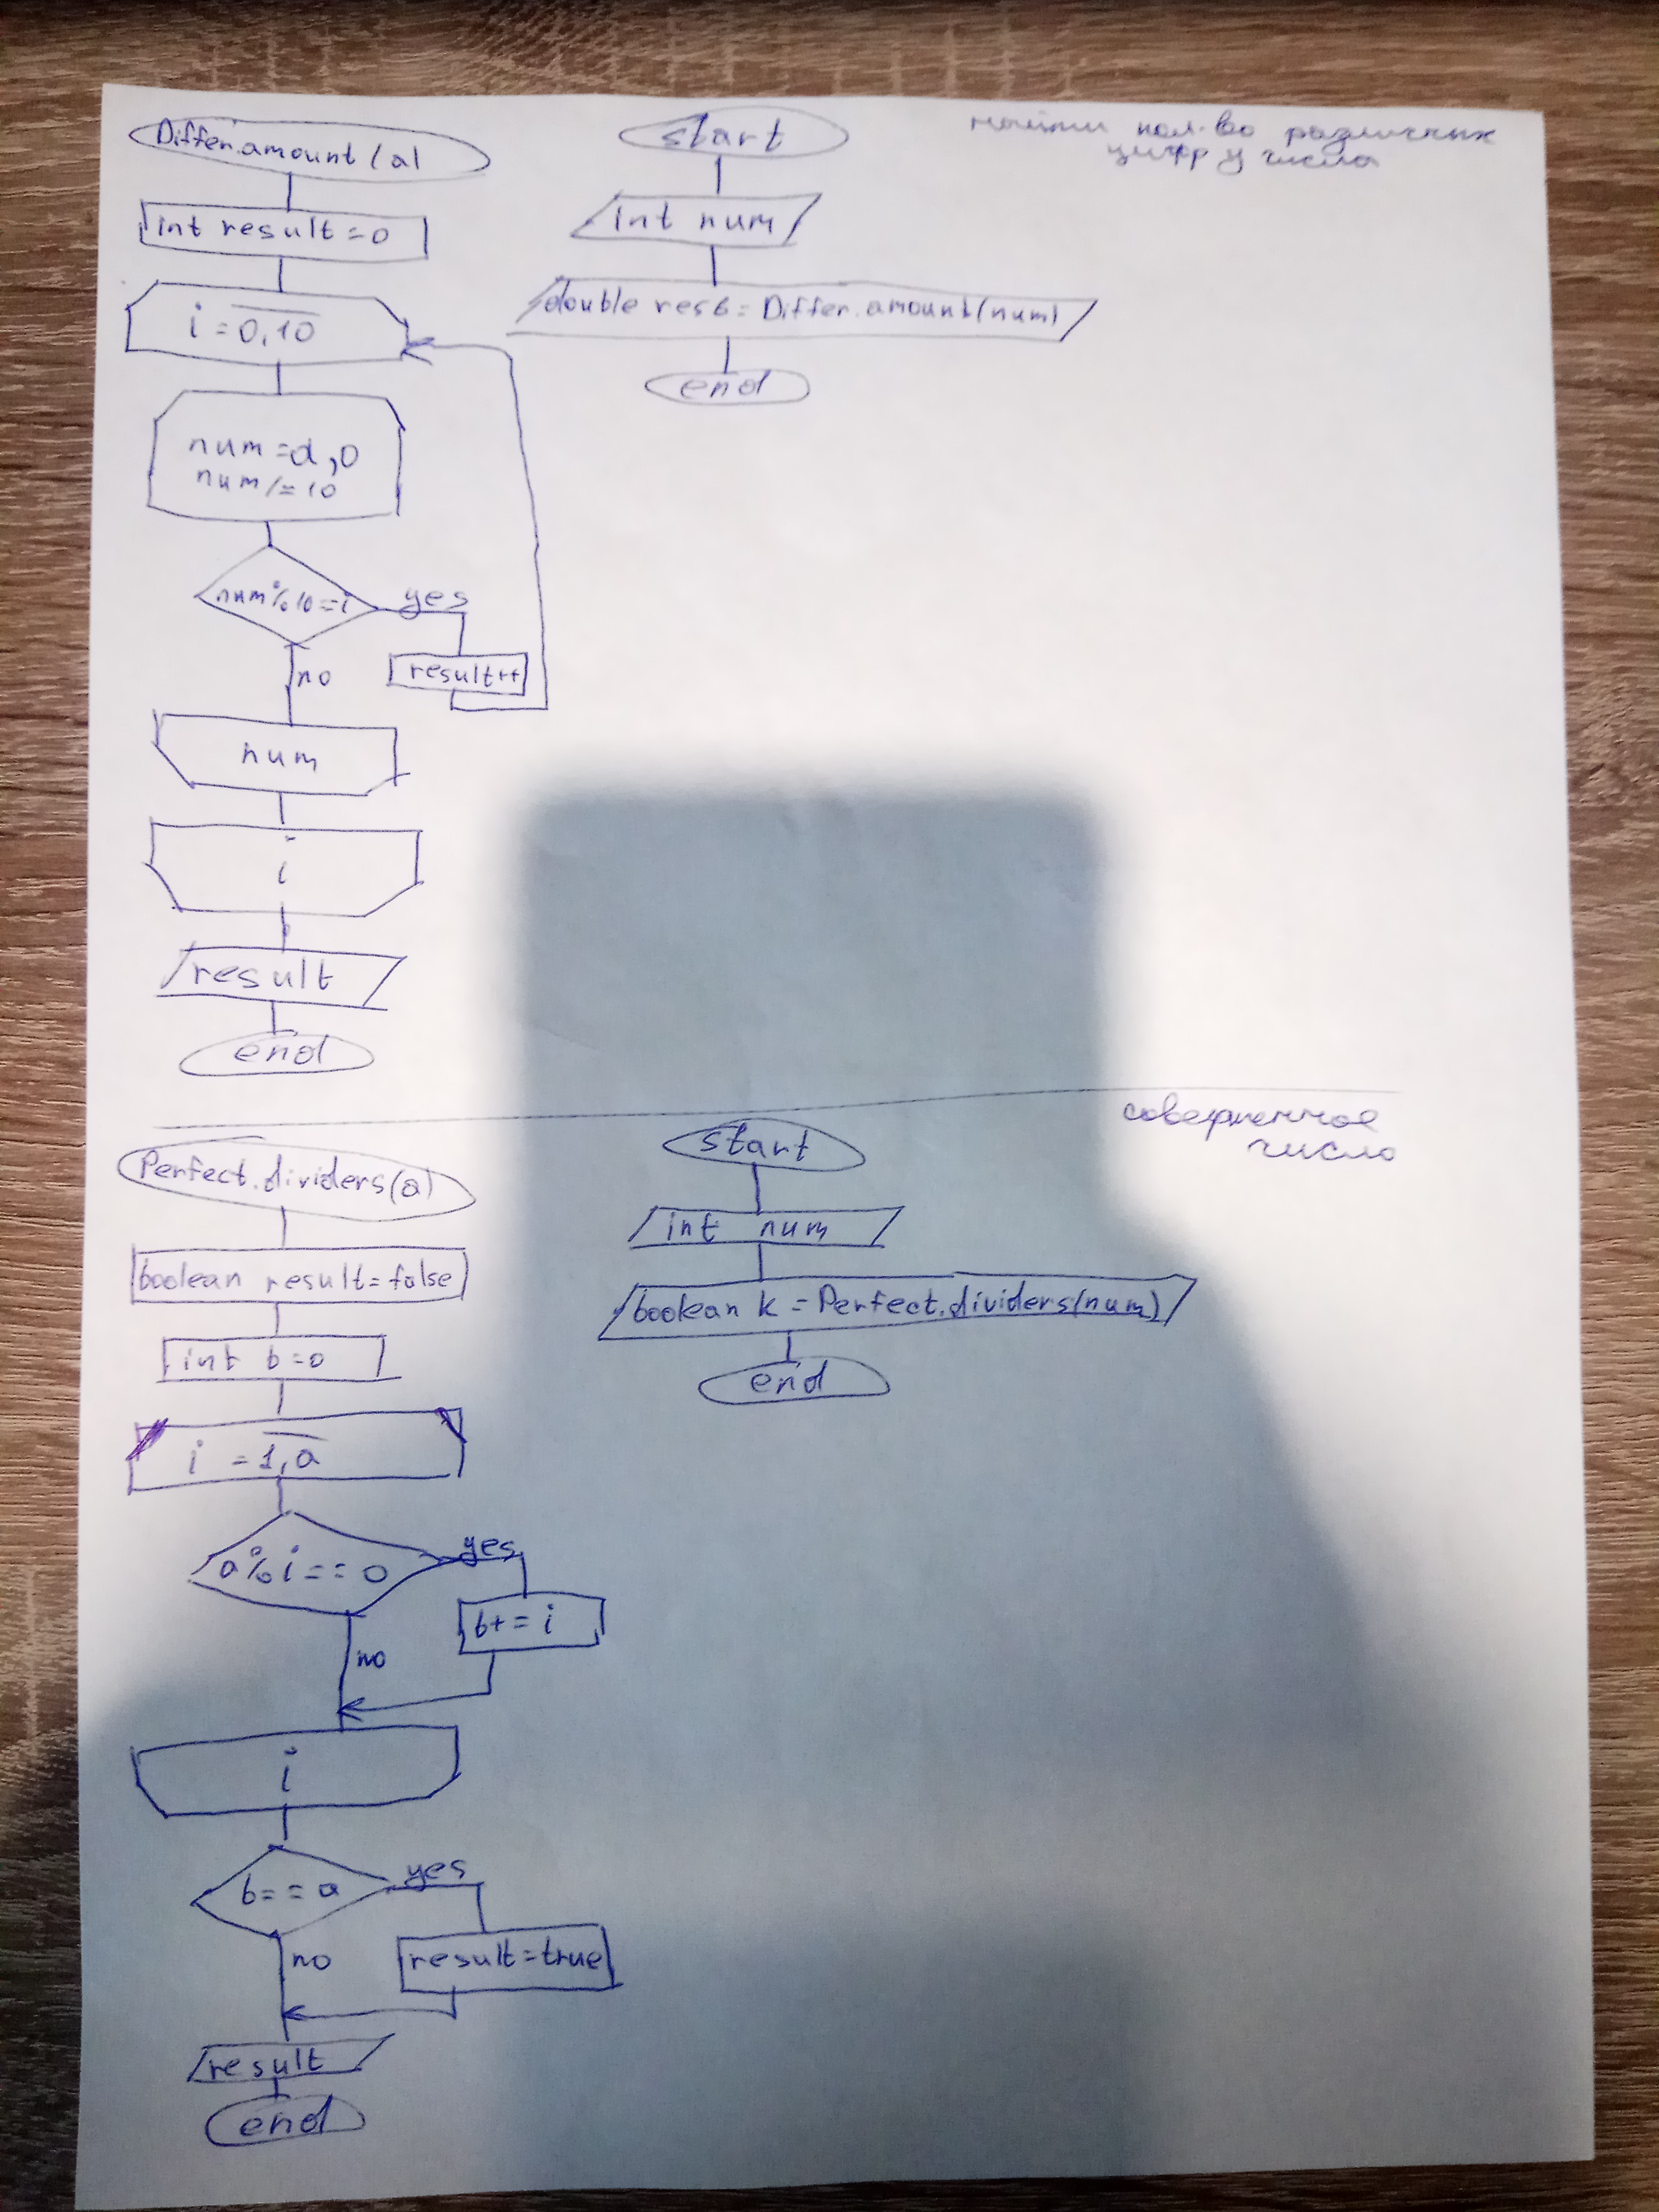 Differ.amount(a)
int result=0
i=0,10
num=a,0
num/=10
num%10==i
yes
result++
no
num
i
result
end
start
int num
double res6=Differ.amount(num)
end
найти кол-во различных
цифр у числа
Perfect.dividers(a)
boolean result=false
int b=0
i=1,a
a%i==0
yes
b+=i
no
i
b==a
yes
result=true
no
result
end
start
int num
boolean k=Perfect.dividers(num)
end
совершенное
число